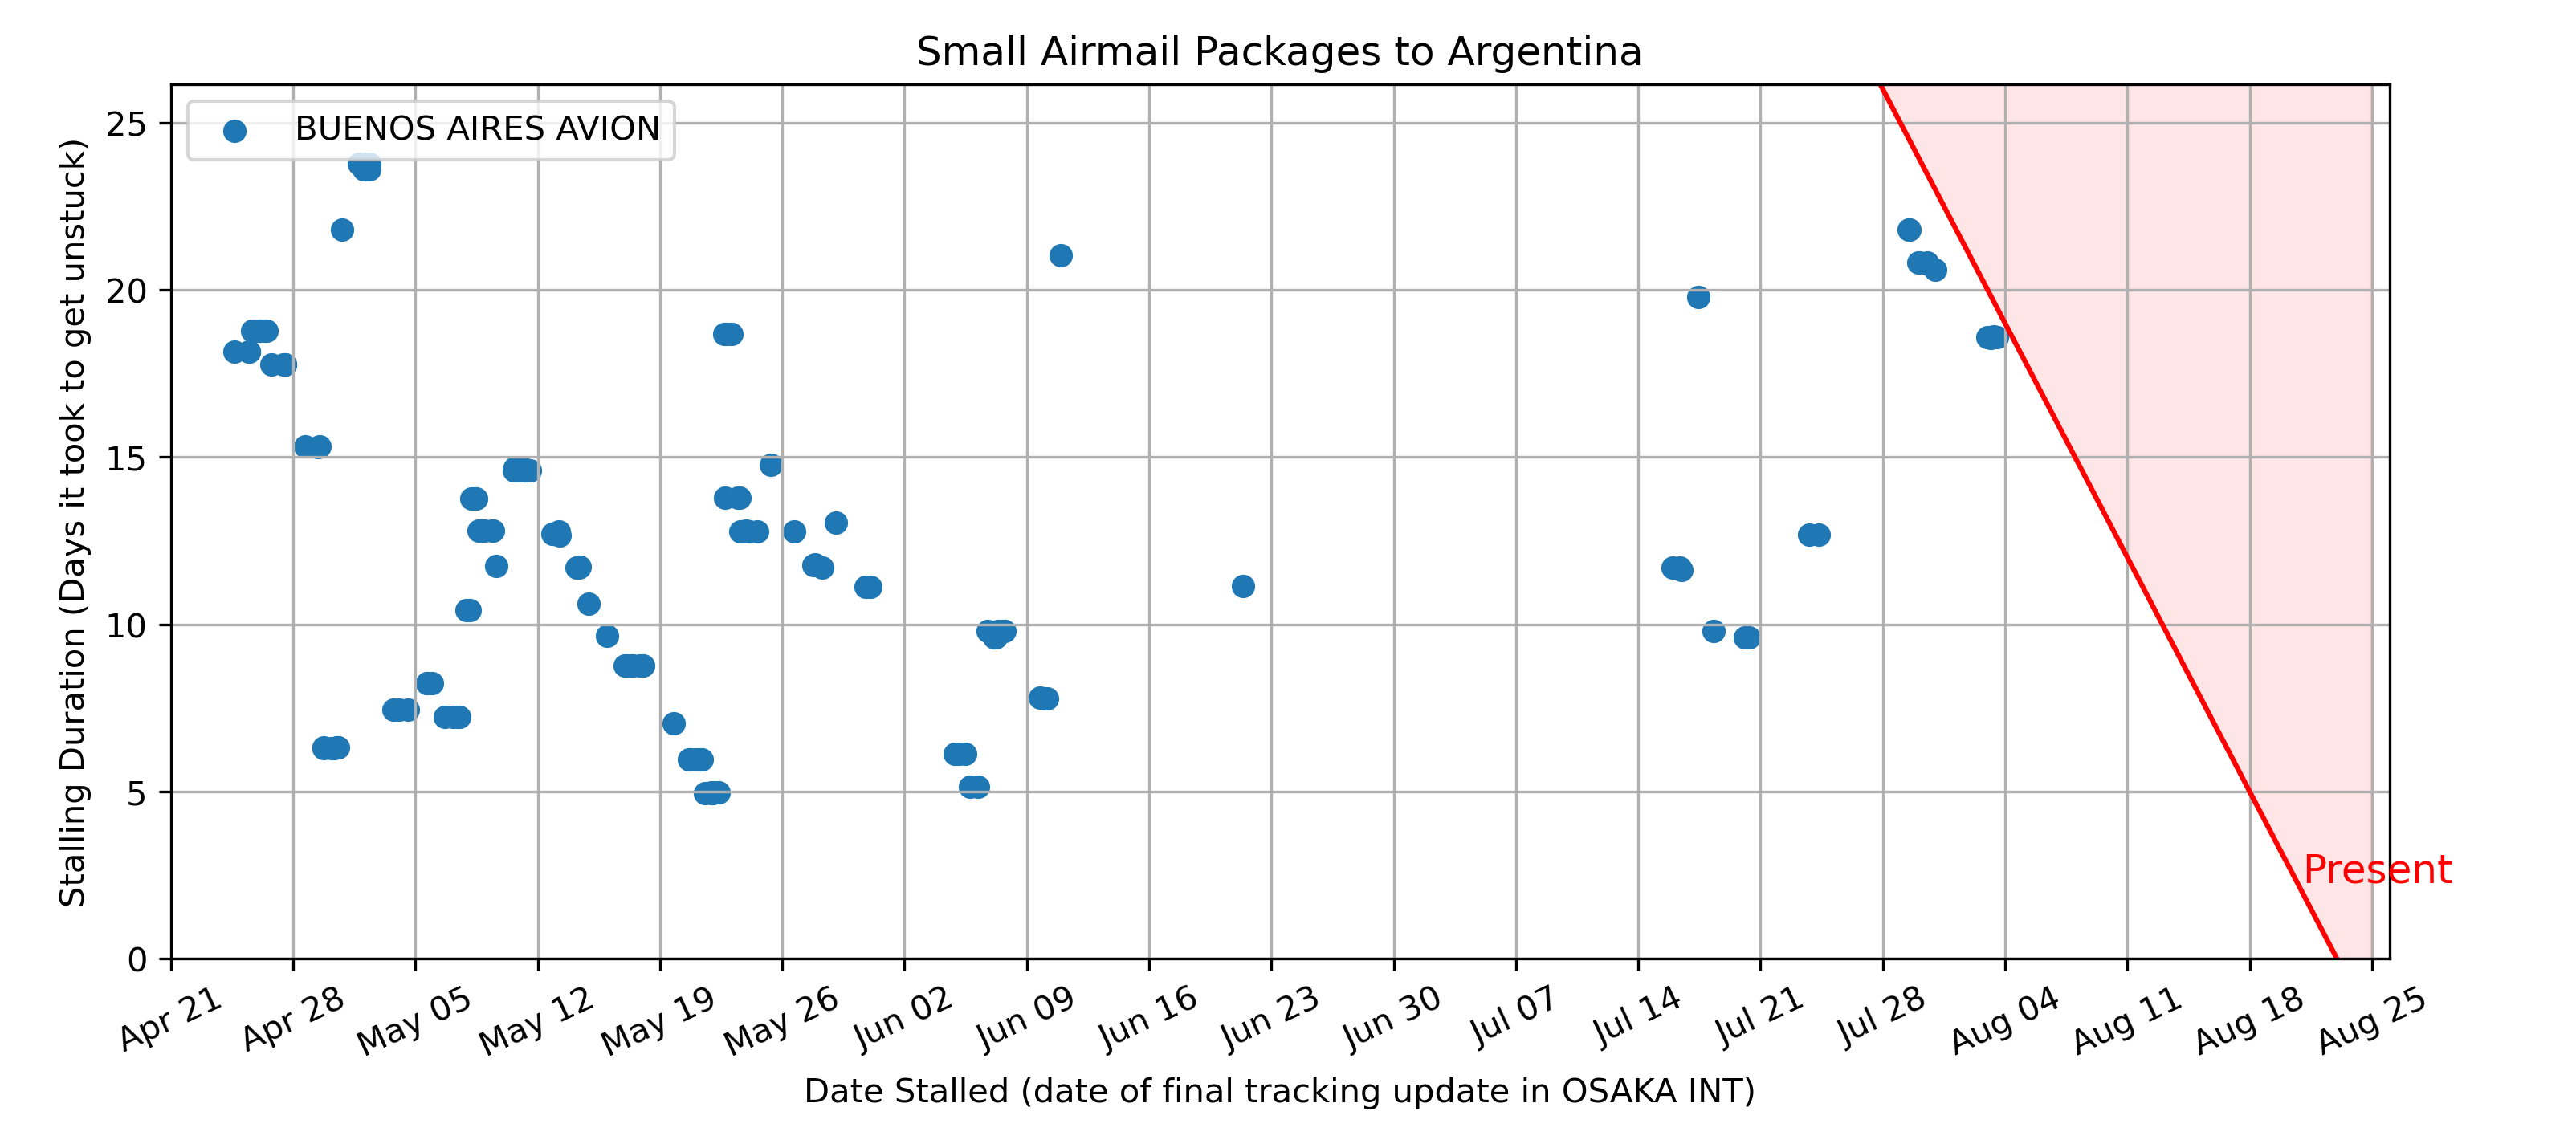 Small Airmail Packages to Argentina
BUENOS AIRES AVION
Stalling Duration (Days it took to get unstuck)
25
20
15
10
5
0
Present
Apr 21
Apr 28
May 05
May 12
May 19
May 26
Jun 02
Jun 09
Jun 16
Jun 23
Jun 30
Jul 07
Jul 14
Jul 21
Jul 28
Aug 04
Aug 11
Aug 18
Aug 25
Date Stalled (date of final tracking update in OSAKA INT)